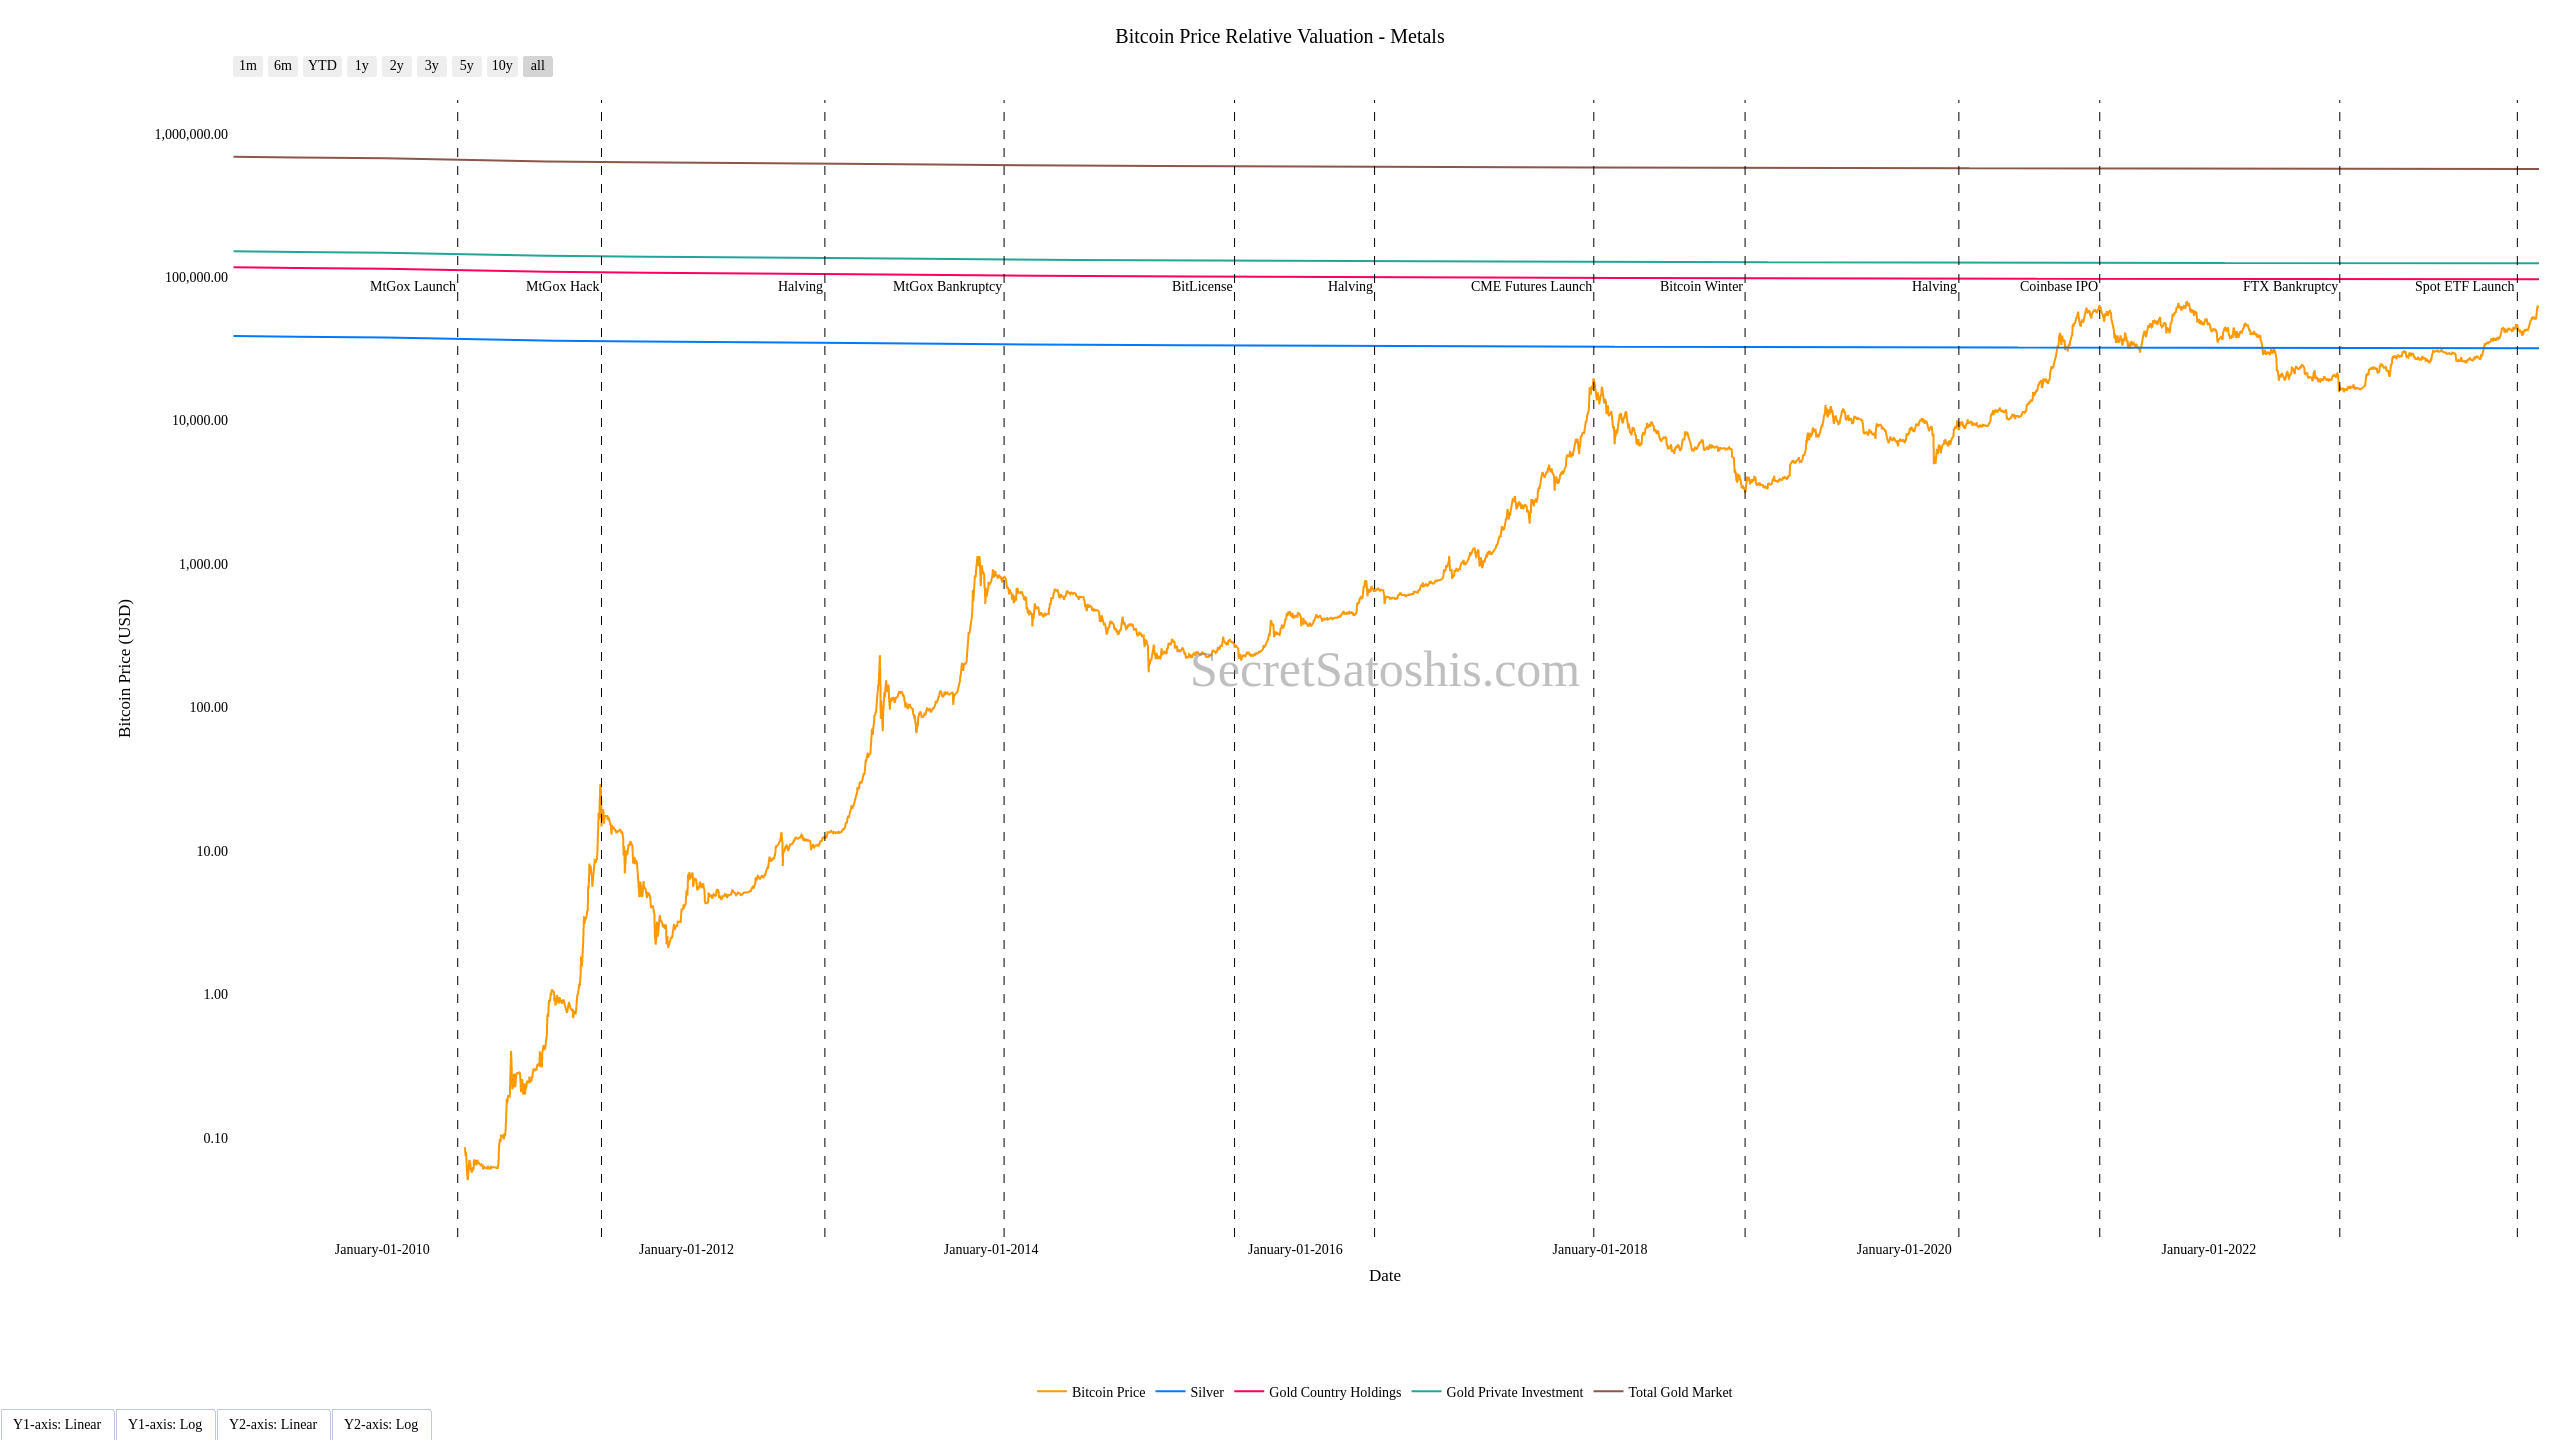 Bitcoin Price Relative Valuation - Metals
1m 6m YTD 1y 2y 3y 5y 10y all
1,000,000.00
100,000.00
MtGox Launch MtGox Hack Halving MtGox Bankruptcy BitLicense Halving CME Futures Launch Bitcoin Winter Halving Coinbase IPO FTX Bankruptcy Spot ETF Launch
10,000.00
1,000.00
Bitcoin Price (USD)
SecretSatoshis.com
100.00
10.00
1.00
0.10
January-01-2010 January-01-2012 January-01-2014 January-01-2016 January-01-2018 January-01-2020 January-01-2022
Date
Bitcoin Price Silver Gold Country Holdings Gold Private Investment Total Gold Market
Y1-axis: Linear Y1-axis: Log Y2-axis: Linear Y2-axis: Log